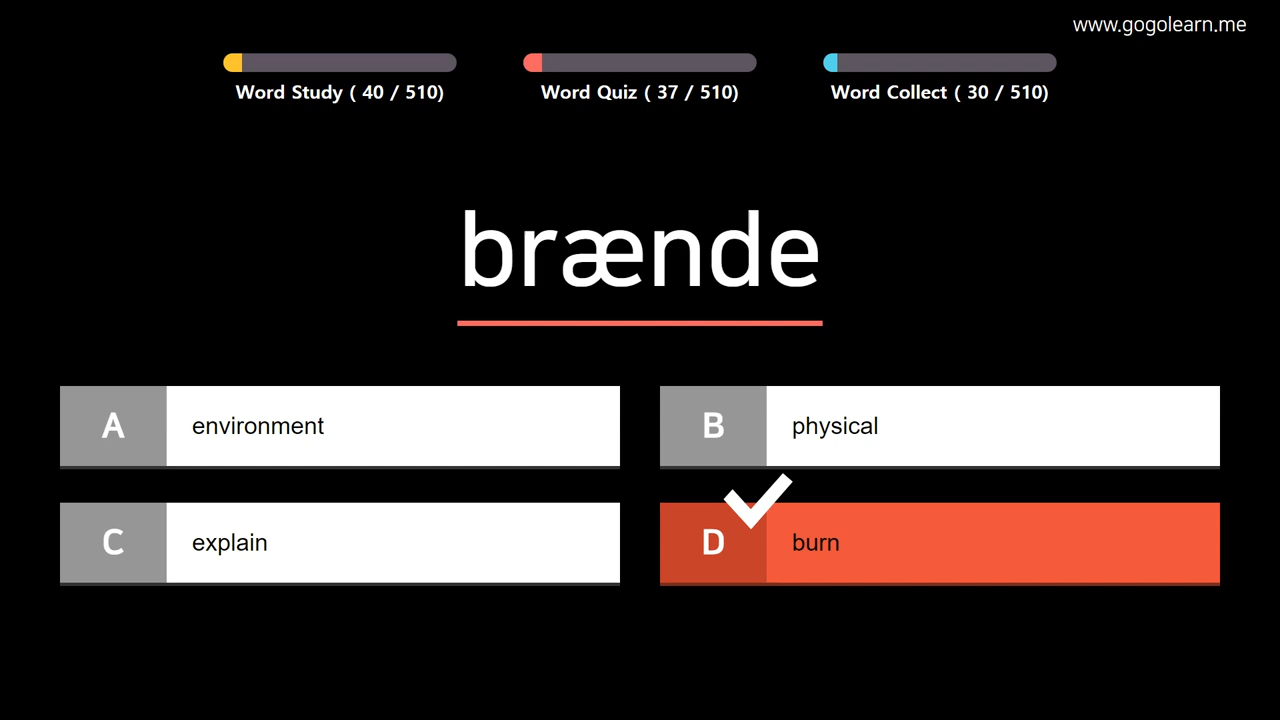 www.gogolearn.me
Word Study ( 40 / 510)
Word Quiz ( 37 / 510)
Word Collect ( 30 / 510)
brænde
A environment
B physical
C explain
D burn